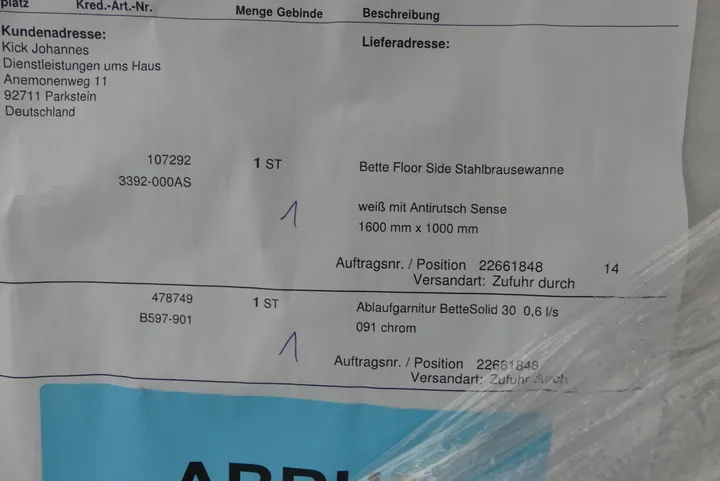 platz Kred.-Art.-Nr. Menge Gebinde Beschreibung
Kundenadresse: Lieferadresse:
Kick Johannes
Dienstleistungen ums Haus
Anemonenweg 11
92711 Parkstein
Deutschland
107292 1 ST Bette Floor Side Stahlbrausewanne
3392-000AS
1 weiß mit Antirutsch Sense
1600 mm x 1000 mm
Auftragsnr. / Position 22661848 14
Versandart: Zufuhr durch
478749 1 ST Ablaufgarnitur BetteSolid 30 0,6 l/s
B597-901 091 chrom
1
Auftragsnr. / Position 22661848
Versandart: Zufuhr durch